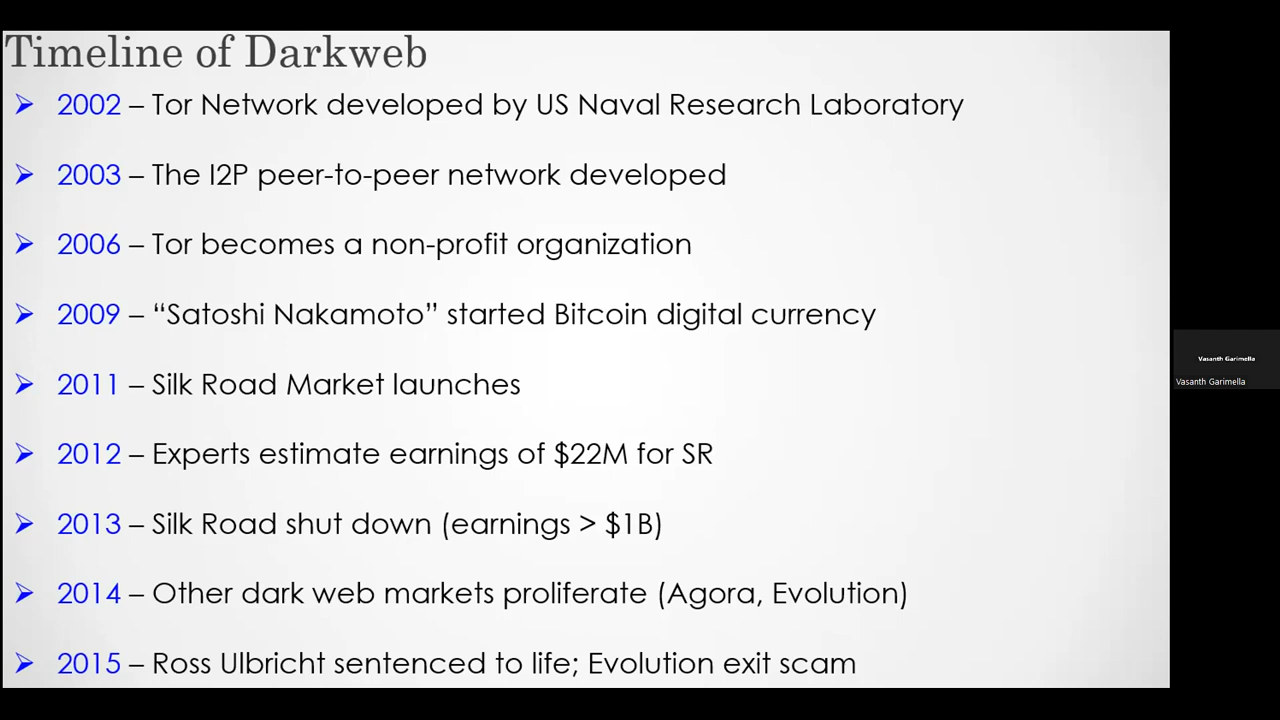 Timeline of Darkweb
➢ 2002 – Tor Network developed by US Naval Research Laboratory
➢ 2003 – The I2P peer-to-peer network developed
➢ 2006 – Tor becomes a non-profit organization
➢ 2009 – “Satoshi Nakamoto” started Bitcoin digital currency
➢ 2011 – Silk Road Market launches
➢ 2012 – Experts estimate earnings of $22M for SR
➢ 2013 – Silk Road shut down (earnings > $1B)
➢ 2014 – Other dark web markets proliferate (Agora, Evolution)
➢ 2015 – Ross Ulbricht sentenced to life; Evolution exit scam
Vasanth Garimella
Vasanth Garimella